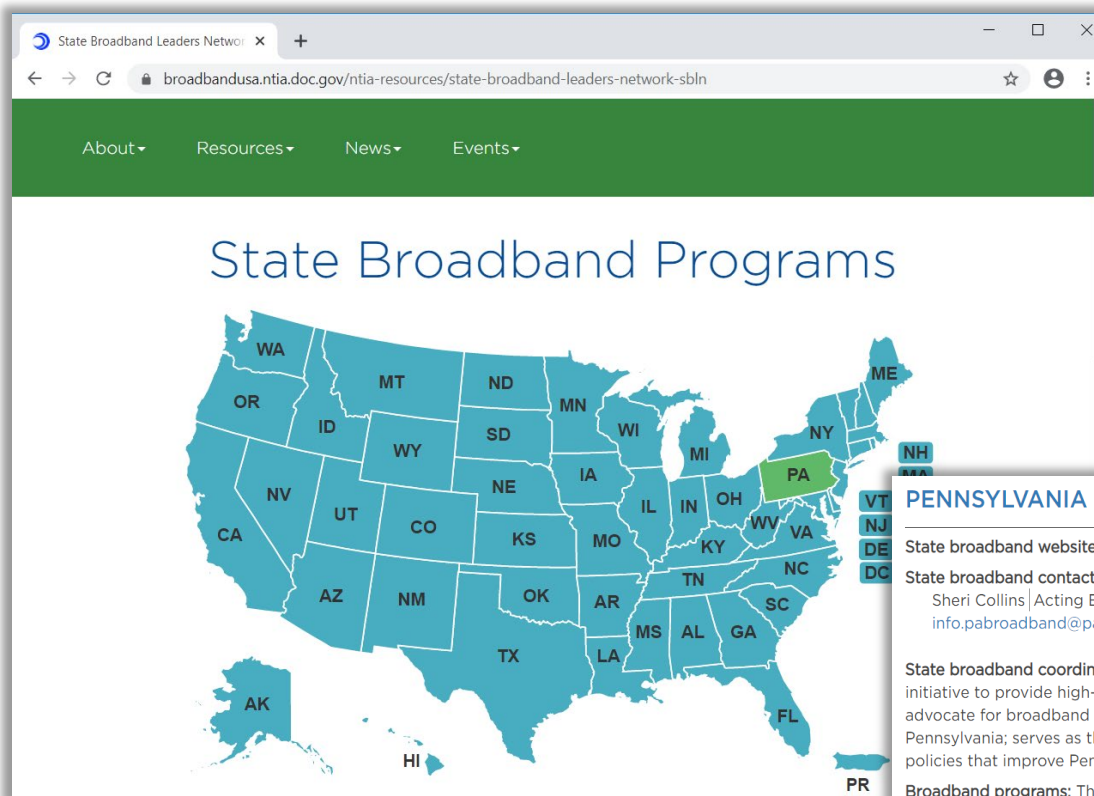 State Broadband Leaders Networ
broadbandusa.ntia.doc.gov/ntia-resources/state-broadband-leaders-network-sbln
About Resources News Events
State Broadband Programs
WA
MT
ND
ME
OR
MN
ID
SD
WI
NY
WY
MI
NH
IA
PA
MA
NE
NV
IL
IN
OH
VT
UT
CO
WV
VA
NJ
CA
KS
MO
KY
DE
NC
DC
TN
AZ
NM
OK
AR
SC
MS
AL
GA
TX
LA
AK
FL
HI
PR
PENNSYLVANIA
State broadband website
State broadband contact
Sheri Collins|Acting E
info.pabroadband@pa
State broadband coordin
initiative to provide high-
advocate for broadband
Pennsylvania; serves as th
policies that improve Pen
Broadband programs: Th